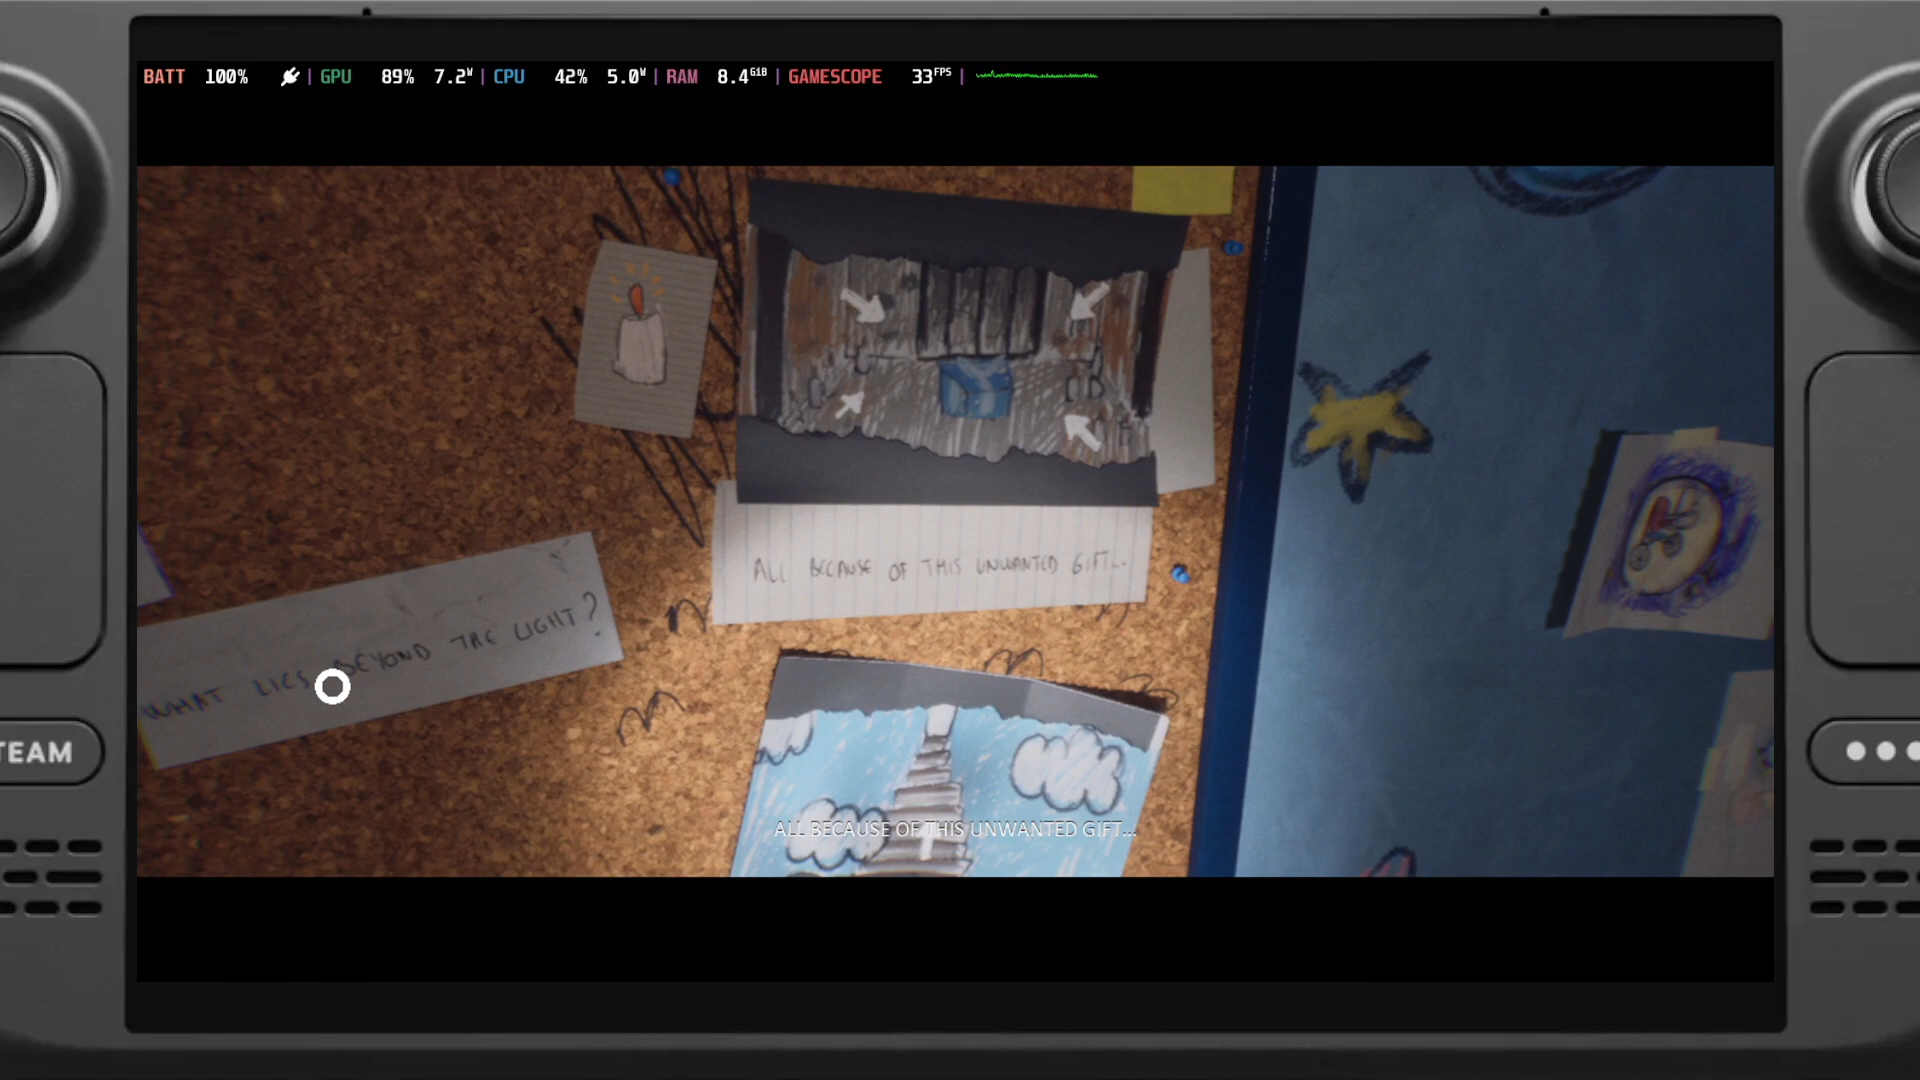 BATT 100% | GPU 89% 7.2W | CPU 42% 5.0W | RAM 8.4GiB | GAMESCOPE 33FPS |
ALL BECAUSE OF THIS UNWANTED GIFT...
WHAT LIES BEYOND THE LIGHT?
ALL BECAUSE OF THIS UNWANTED GIFT...
TEAM